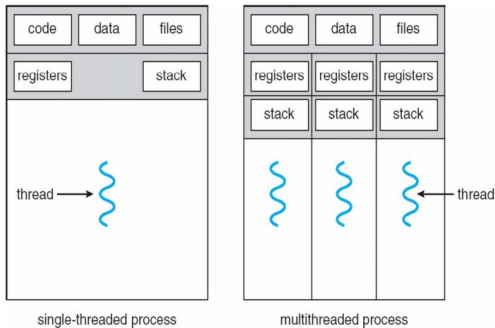 code data files
registers stack
thread
single-threaded process
code data files
registers registers registers
stack stack stack
thread
multithreaded process